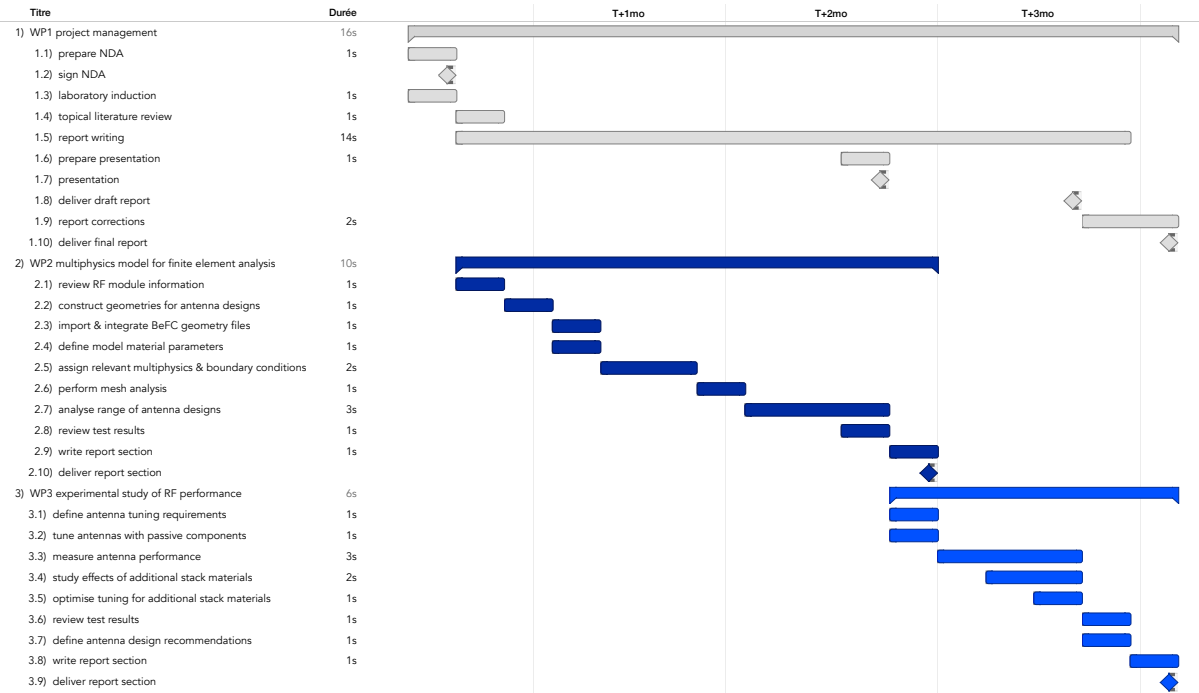 Titre Durée T+1mo T+2mo T+3mo
1) WP1 project management 16s
1.1) prepare NDA 1s
1.2) sign NDA
1.3) laboratory induction 1s
1.4) topical literature review 1s
1.5) report writing 14s
1.6) prepare presentation 1s
1.7) presentation
1.8) deliver draft report
1.9) report corrections 2s
1.10) deliver final report
2) WP2 multiphysics model for finite element analysis 10s
2.1) review RF module information 1s
2.2) construct geometries for antenna designs 1s
2.3) import & integrate BeFC geometry files 1s
2.4) define model material parameters 1s
2.5) assign relevant multiphysics & boundary conditions 2s
2.6) perform mesh analysis 1s
2.7) analyse range of antenna designs 3s
2.8) review test results 1s
2.9) write report section 1s
2.10) deliver report section
3) WP3 experimental study of RF performance 6s
3.1) define antenna tuning requirements 1s
3.2) tune antennas with passive components 1s
3.3) measure antenna performance 3s
3.4) study effects of additional stack materials 2s
3.5) optimise tuning for additional stack materials 1s
3.6) review test results 1s
3.7) define antenna design recommendations 1s
3.8) write report section 1s
3.9) deliver report section